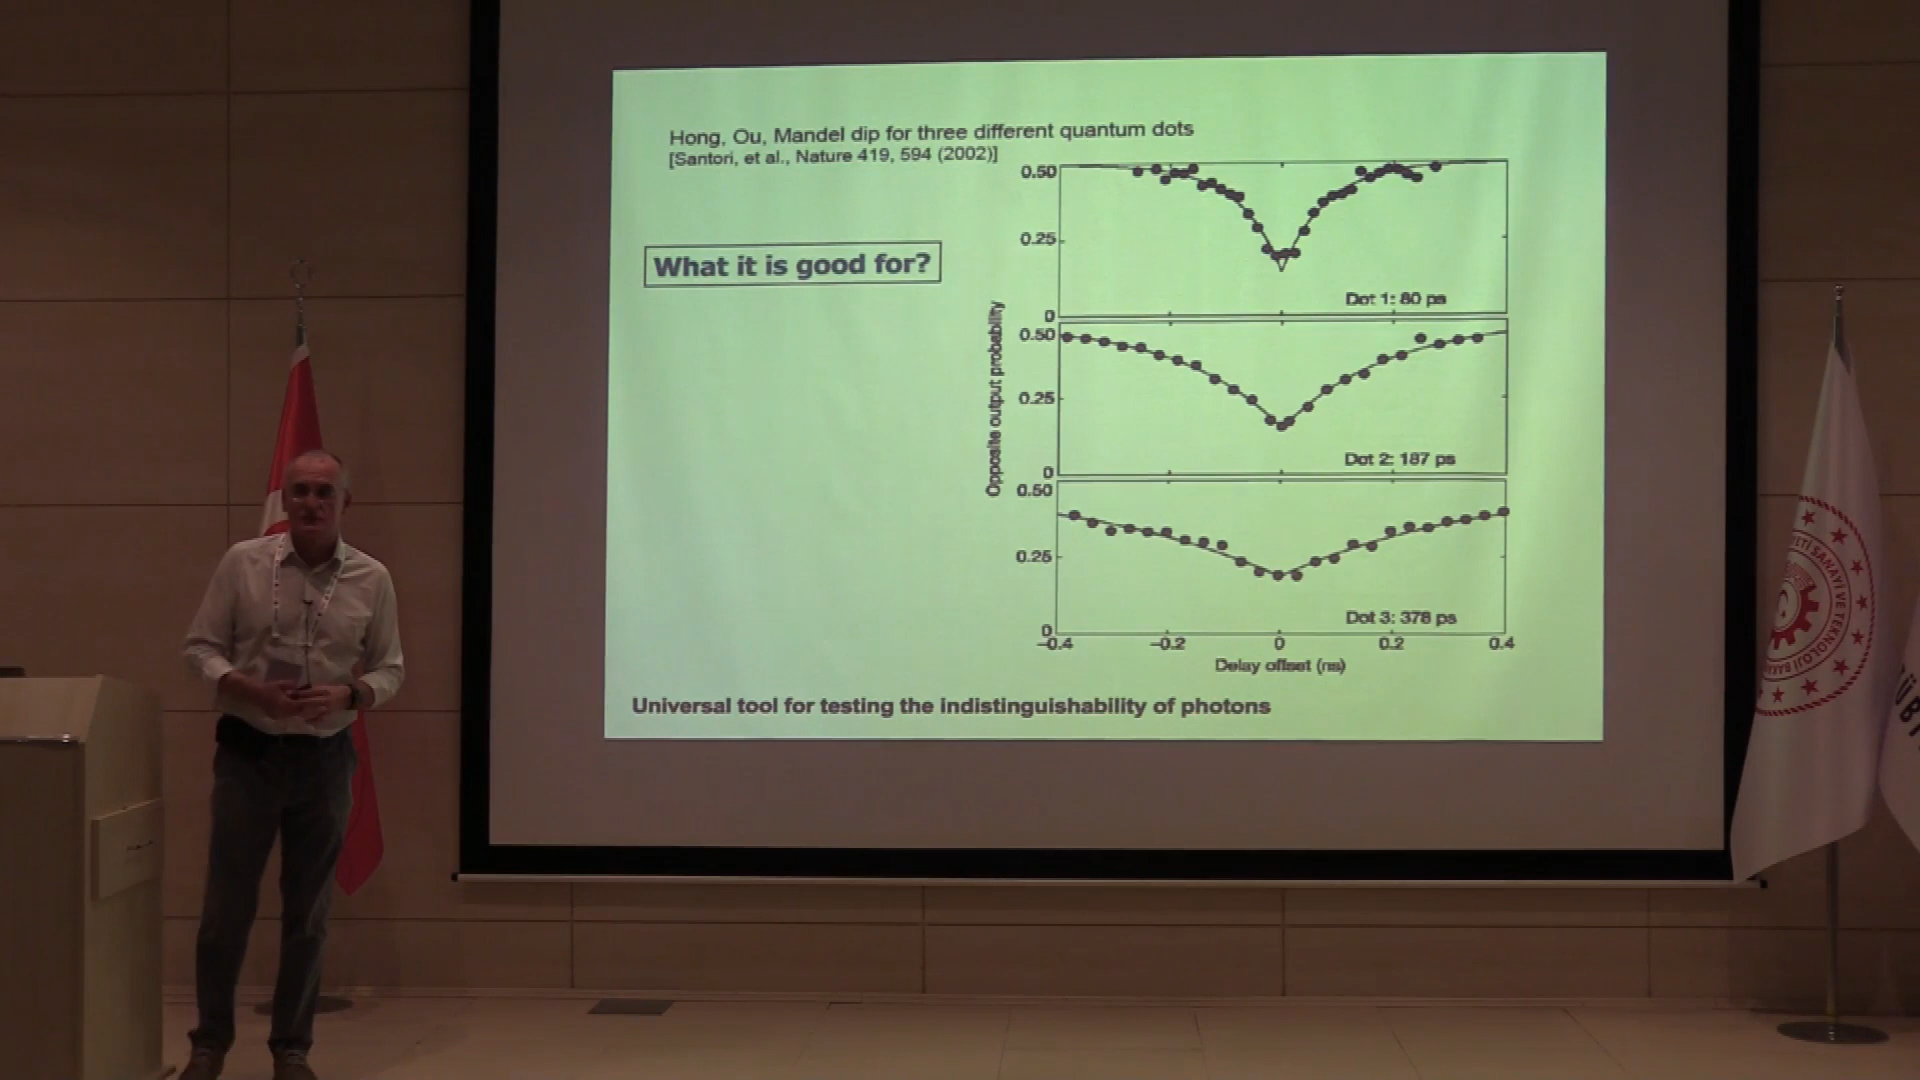 Hong, Ou, Mandel dip for three different quantum dots
[Santori, et al., Nature 419, 594 (2002)]
What it is good for?
Opposite output probability
0.50
0.25
0
Dot 1: 80 ps
0.50
0.25
0
Dot 2: 187 ps
0.50
0.25
0
Dot 3: 378 ps
-0.4 -0.2 0 0.2 0.4
Delay offset (ns)
Universal tool for testing the indistinguishability of photons
SANAYİ VE TEKNOLOJİ